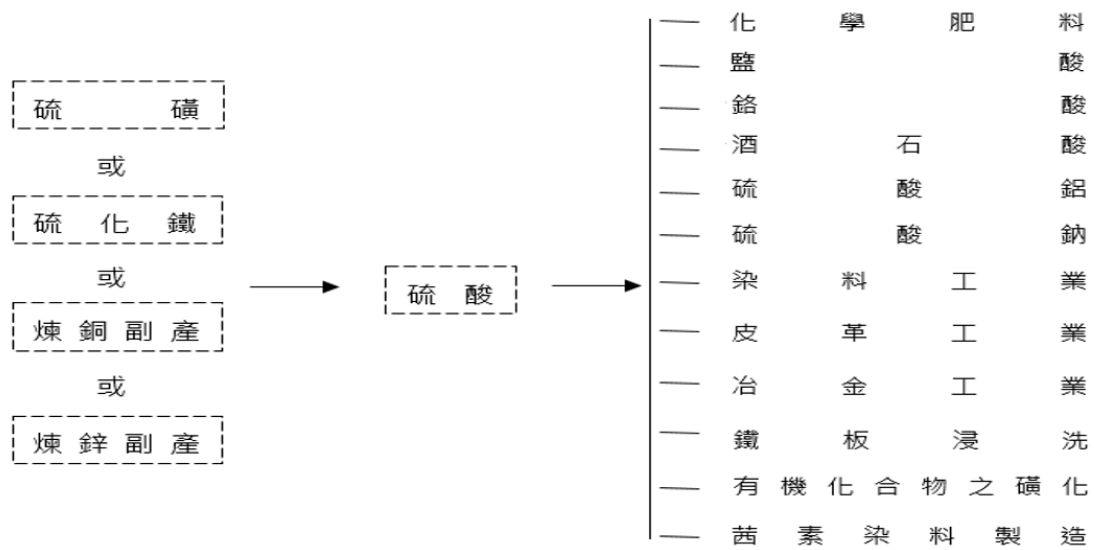 硫磺
或
硫化鐵
或
煉銅副產
或
煉鋅副產
硫酸
化學肥料
鹽酸
鉻酸
酒石酸
硫酸鋁
硫酸鈉
染料工業
皮革工業
冶金工業
鐵板浸洗
有機化合物之磺化
茜素染料製造